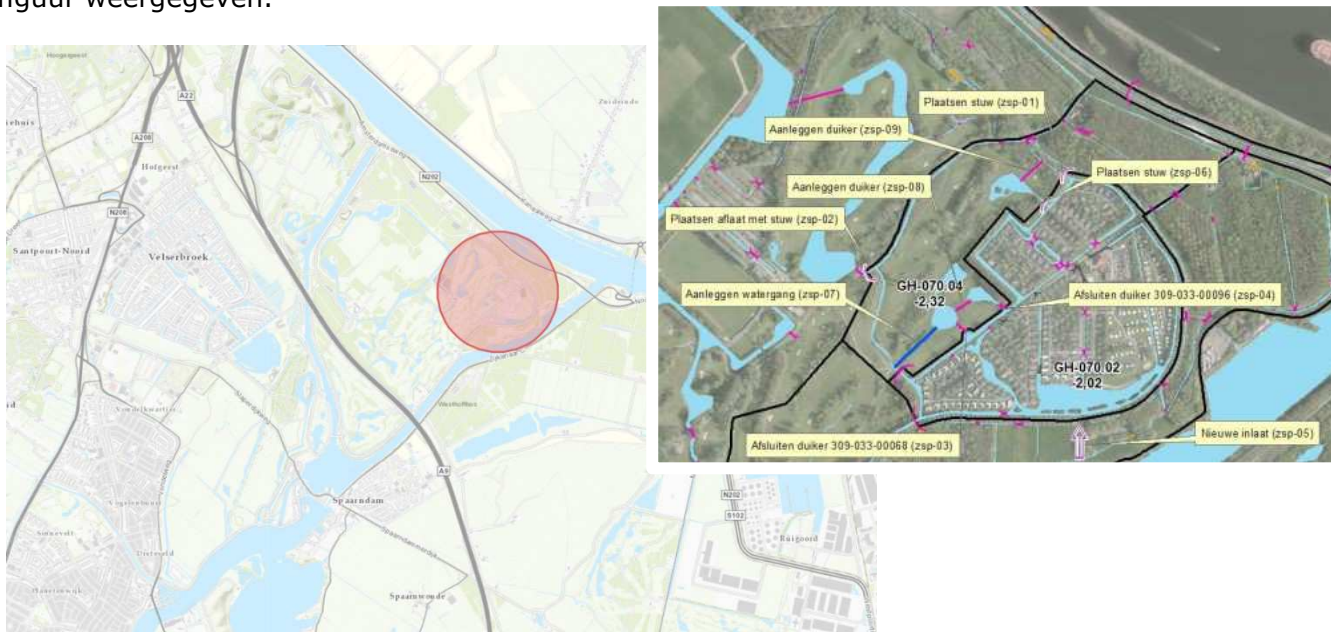 figuur weergegeven:
A22
A208
Hofgeest
N202
N208
Santpoort-Noord
Velserbroek
Zuideinde
A9
Spaarndam
Spaarnwoude
N202
S102
Ruigoord
Plaatsen stuw (zsp-01)
Aanleggen duiker (zsp-09)
Plaatsen stuw (zsp-06)
Aanleggen duiker (zsp-08)
Plaatsen aflaat met stuw (zsp-02)
GH-070.04
-2,32
Aanleggen watergang (zsp-07)
Afsluiten duiker 309-033-00096 (zsp-04)
GH-070.02
-2,02
Afsluiten duiker 309-033-00068 (zsp-03)
Nieuwe inlaat (zsp-05)